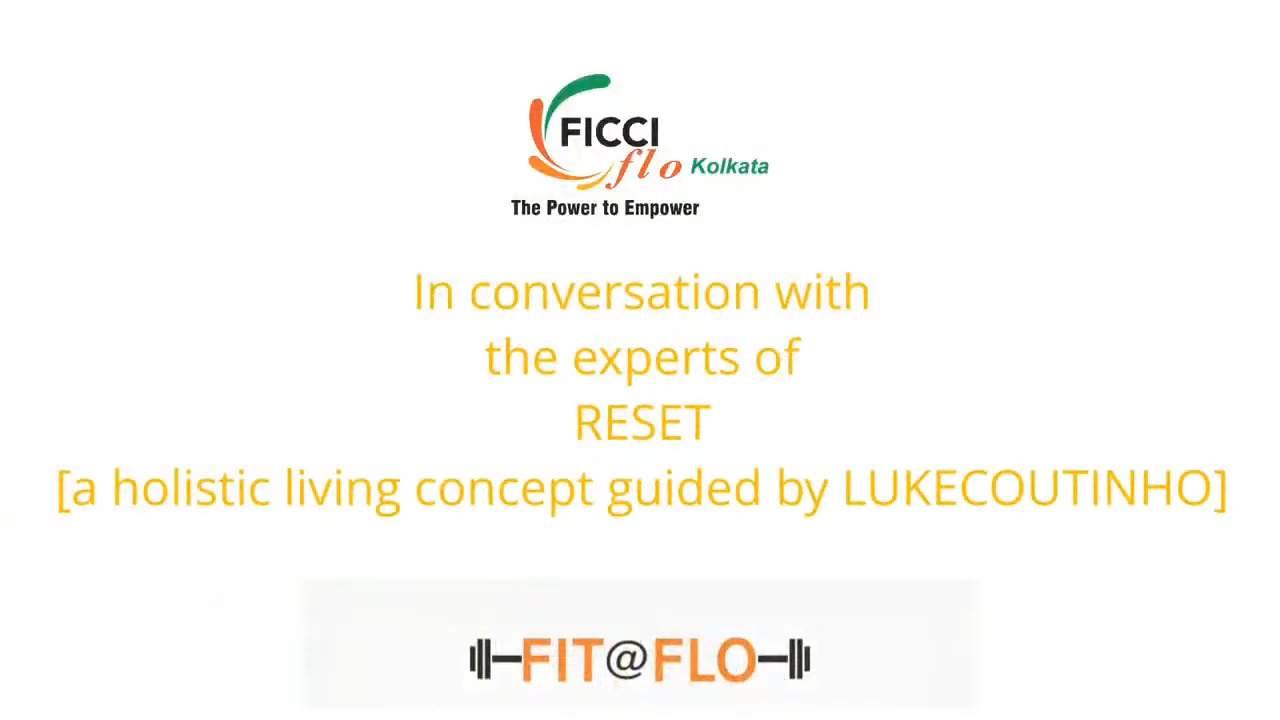 FICCI
flo Kolkata
The Power to Empower
In conversation with
the experts of
RESET
[a holistic living concept guided by LUKECOUTINHO]
FIT@FLO